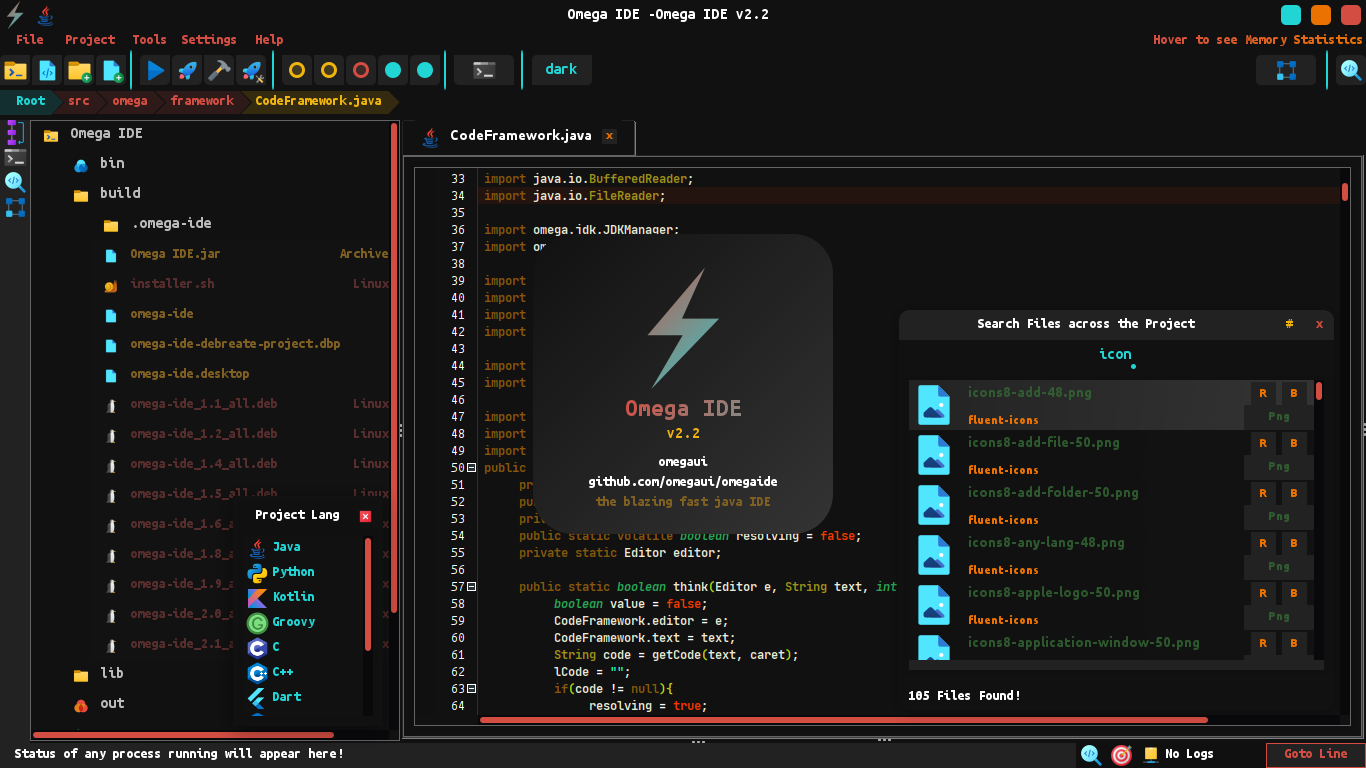 Omega IDE -Omega IDE v2.2
File Project Tools Settings Help
Hover to see Memory Statistics
dark
Root src omega framework CodeFramework.java
Omega IDE
bin
build
.omega-ide
Omega IDE.jar Archive
installer.sh Linux
omega-ide
omega-ide-debreate-project.dbp
omega-ide.desktop
omega-ide_1.1_all.deb Linux
omega-ide_1.2_all.deb Linux
omega-ide_1.4_all.deb Linux
omega-ide_1.5_all.deb Linux
omega-ide_1.6_a
omega-ide_1.8_a
omega-ide_1.9_a
omega-ide_2.0_a
omega-ide_2.1_a
lib
out
Project Lang x
Java
Python
Kotlin
Groovy
C
C++
Dart
CodeFramework.java x
33 import java.io.BufferedReader;
34 import java.io.FileReader;
35
36 import omega.jdk.JDKManager;
37 import om
38
39 import
40 import
41 import
42 import
43
44 import
45 import
46
47 import
48 import
49 import
50 public
51 pr
52 pu
53 priv
54 public static volatile boolean resolving = false;
55 private static Editor editor;
56
57 public static boolean think(Editor e, String text, int
58 boolean value = false;
59 CodeFramework.editor = e;
60 CodeFramework.text = text;
61 String code = getCode(text, caret);
62 lCode = "";
63 if(code != null){
64 resolving = true;
Omega IDE
v2.2
omegaui
github.com/omegaui/omegaide
the blazing fast java IDE
Search Files across the Project # x
icon
icons8-add-48.png R B
fluent-icons Png
icons8-add-file-50.png R B
fluent-icons Png
icons8-add-folder-50.png R B
fluent-icons Png
icons8-any-lang-48.png R B
fluent-icons Png
icons8-apple-logo-50.png R B
fluent-icons Png
icons8-application-window-50.png R B
105 Files Found!
Status of any process running will appear here!
No Logs
Goto Line